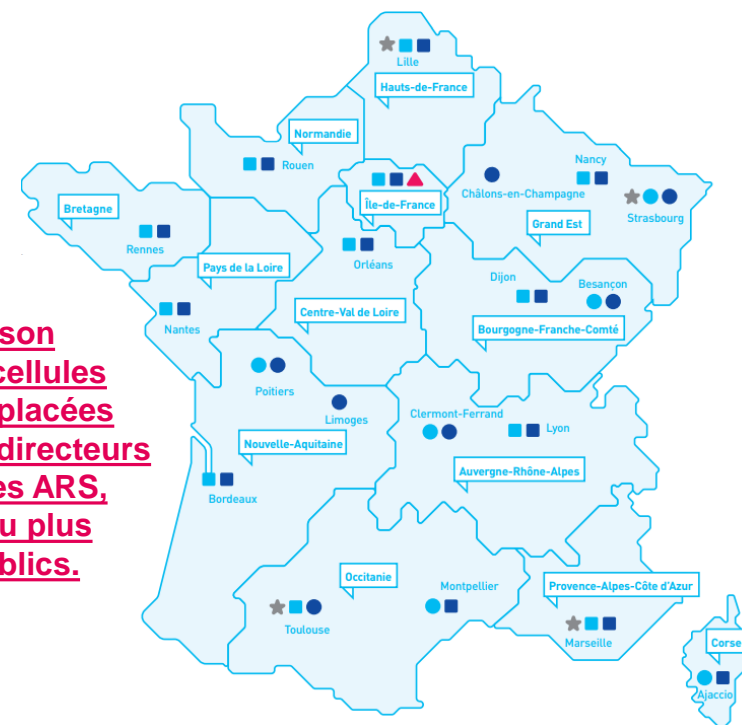 Lille
Hauts-de-France
Normandie
Rouen
Nancy
Châlons-en-Champagne
Île-de-France
Strasbourg
Bretagne
Grand Est
Rennes
Orléans
Pays de la Loire
Dijon
Besançon
Centre-Val de Loire
Nantes
Bourgogne-Franche-Comté
son
cellules
placées
directeurs
es ARS,
u plus
blics.
Poitiers
Limoges
Clermont-Ferrand
Lyon
Nouvelle-Aquitaine
Auvergne-Rhône-Alpes
Bordeaux
Occitanie
Montpellier
Provence-Alpes-Côte d'Azur
Toulouse
Marseille
Corse
Ajaccio